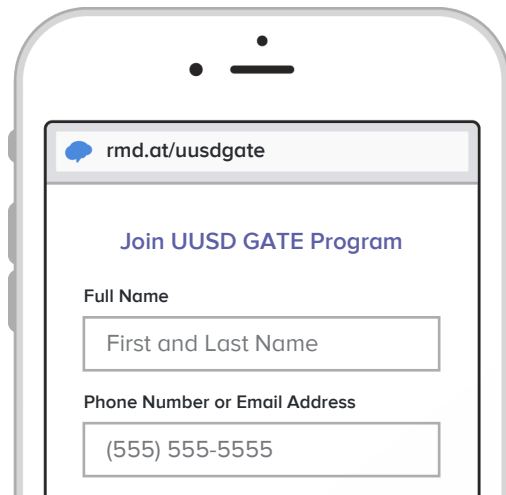 rmd.at/uusdgate
Join UUSD GATE Program
Full Name
First and Last Name
Phone Number or Email Address
(555) 555-5555